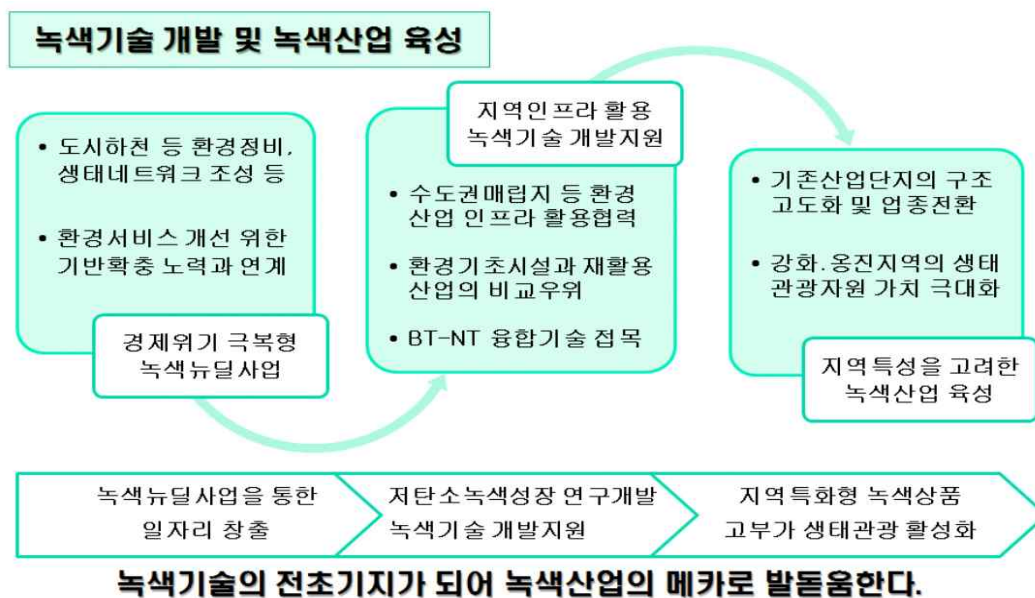 녹색기술 개발 및 녹색산업 육성
• 도시하천 등 환경정비,
생태네트워크 조성 등
• 환경서비스 개선 위한
기반확충 노력과 연계
경제위기 극복형
녹색뉴딜사업
지역인프라 활용
녹색기술 개발지원
• 수도권매립지 등 환경
산업 인프라 활용협력
• 환경기초시설과 재활용
산업의 비교우위
• BT-NT 융합기술 접목
• 기존산업단지의 구조
고도화 및 업종전환
• 강화.옹진지역의 생태
관광자원 가치 극대화
지역특성을 고려한
녹색산업 육성
녹색뉴딜사업을 통한
일자리 창출
저탄소녹색성장 연구개발
녹색기술 개발지원
지역특화형 녹색상품
고부가 생태관광 활성화
녹색기술의 전초기지가 되어 녹색산업의 메카로 발돋움한다.